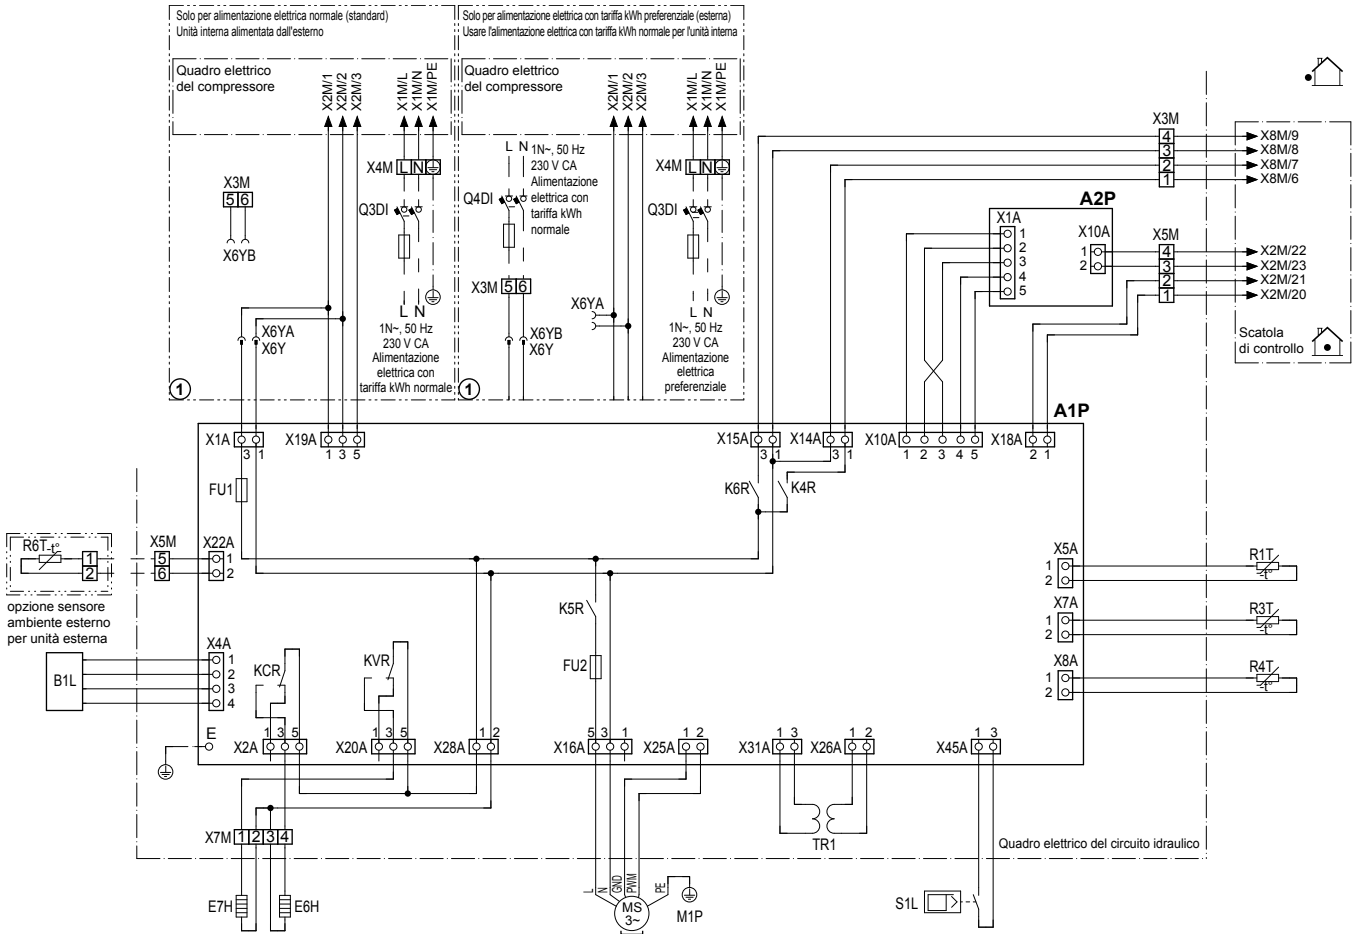 Solo per alimentazione elettrica normale (standard)
Unità interna alimentata dall'esterno
Solo per alimentazione elettrica con tariffa kWh preferenziale (esterna)
Usare l'alimentazione elettrica con tariffa kWh normale per l'unità interna
Quadro elettrico
del compressore
X2M/1
X2M/2
X2M/3
X1M/L
X1M/N
X1M/PE
Quadro elettrico
del compressore
X2M/1
X2M/2
X2M/3
X1M/L
X1M/N
X1M/PE
X3M
5 6
X6YB
X4M L N
Q3DI
L N
1N~, 50 Hz
230 V CA
Alimentazione
elettrica con
tariffa kWh normale
X6YA
X6Y
1
L N 1N~, 50 Hz
230 V CA
Alimentazione
elettrica con
tariffa kWh
normale
Q4DI
X3M 5 6
X6YB
X6Y
X6YA
X4M L N
Q3DI
L N
1N~, 50 Hz
230 V CA
Alimentazione
elettrica
preferenziale
1
X3M
4 X8M/9
3 X8M/8
2 X8M/7
1 X8M/6
A2P
X1A
1
2
3
4
5
X10A
1
2
X5M
4 X2M/22
3 X2M/23
2 X2M/21
1 X2M/20
Scatola
di controllo
A1P
X1A
3 1
X19A
1 3 5
X15A
3 1
X14A
3 1
X10A
1 2 3 4 5
X18A
2 1
FU1
K6R
K4R
R6T
-t°
1
2
X5M
5
6
X22A
1
2
opzione sensore
ambiente esterno
per unità esterna
K5R
FU2
X5A
1
2
R1T
-t°
X7A
1
2
R3T
-t°
X8A
1
2
R4T
-t°
B1L
X4A
1
2
3
4
KCR
KVR
E
1 3 5
X2A
1 3 5
X20A
1 2
X28A
5 3 1
X16A
1 2
X25A
1 3
X31A
1 2
X26A
1 3
X45A
X7M 1 2 3 4
TR1
Quadro elettrico del circuito idraulico
E7H
E6H
L
N
GND
PWM
PE
MS
3~
M1P
S1L